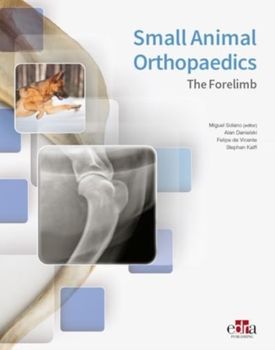 Small Animal
Orthopaedics
The Forelimb
Miguel Solano (editor)
Alan Danielski
Felipe de Vicente
Stephan Kalff
edra
PUBLISHING